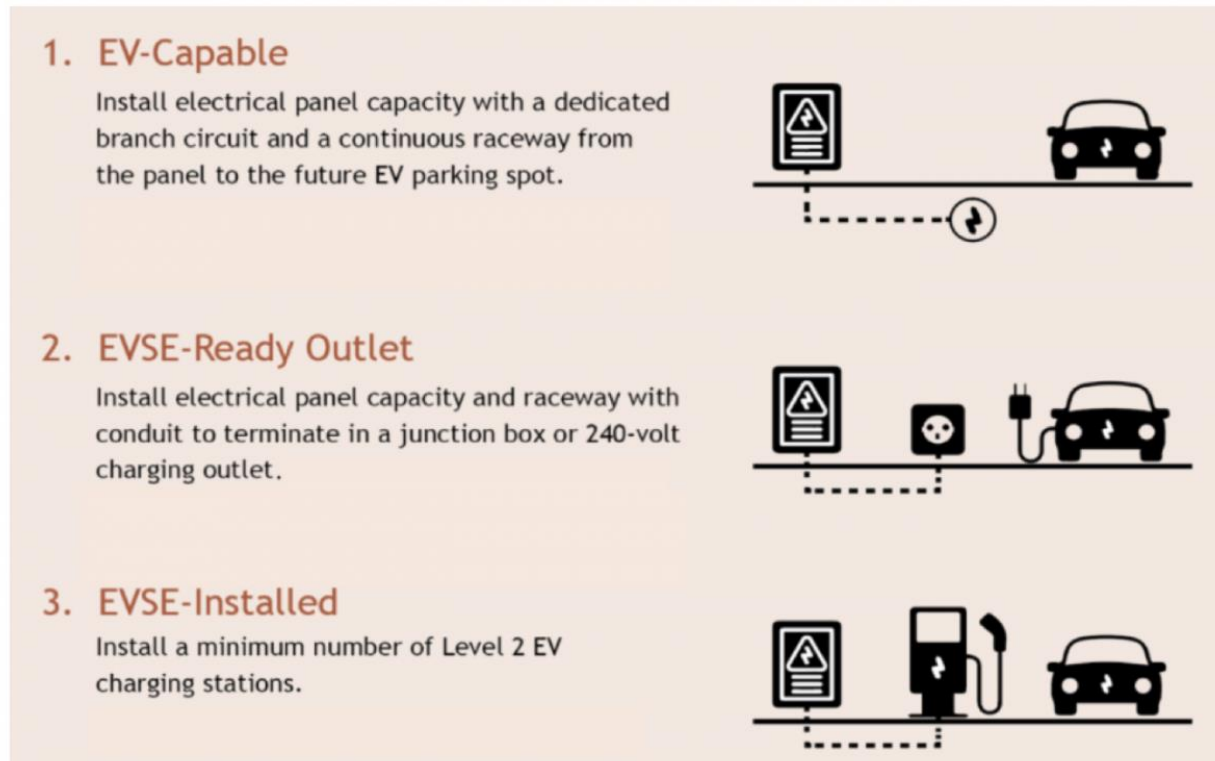 1. EV-Capable
Install electrical panel capacity with a dedicated
branch circuit and a continuous raceway from
the panel to the future EV parking spot.
2. EVSE-Ready Outlet
Install electrical panel capacity and raceway with
conduit to terminate in a junction box or 240-volt
charging outlet.
3. EVSE-Installed
Install a minimum number of Level 2 EV
charging stations.